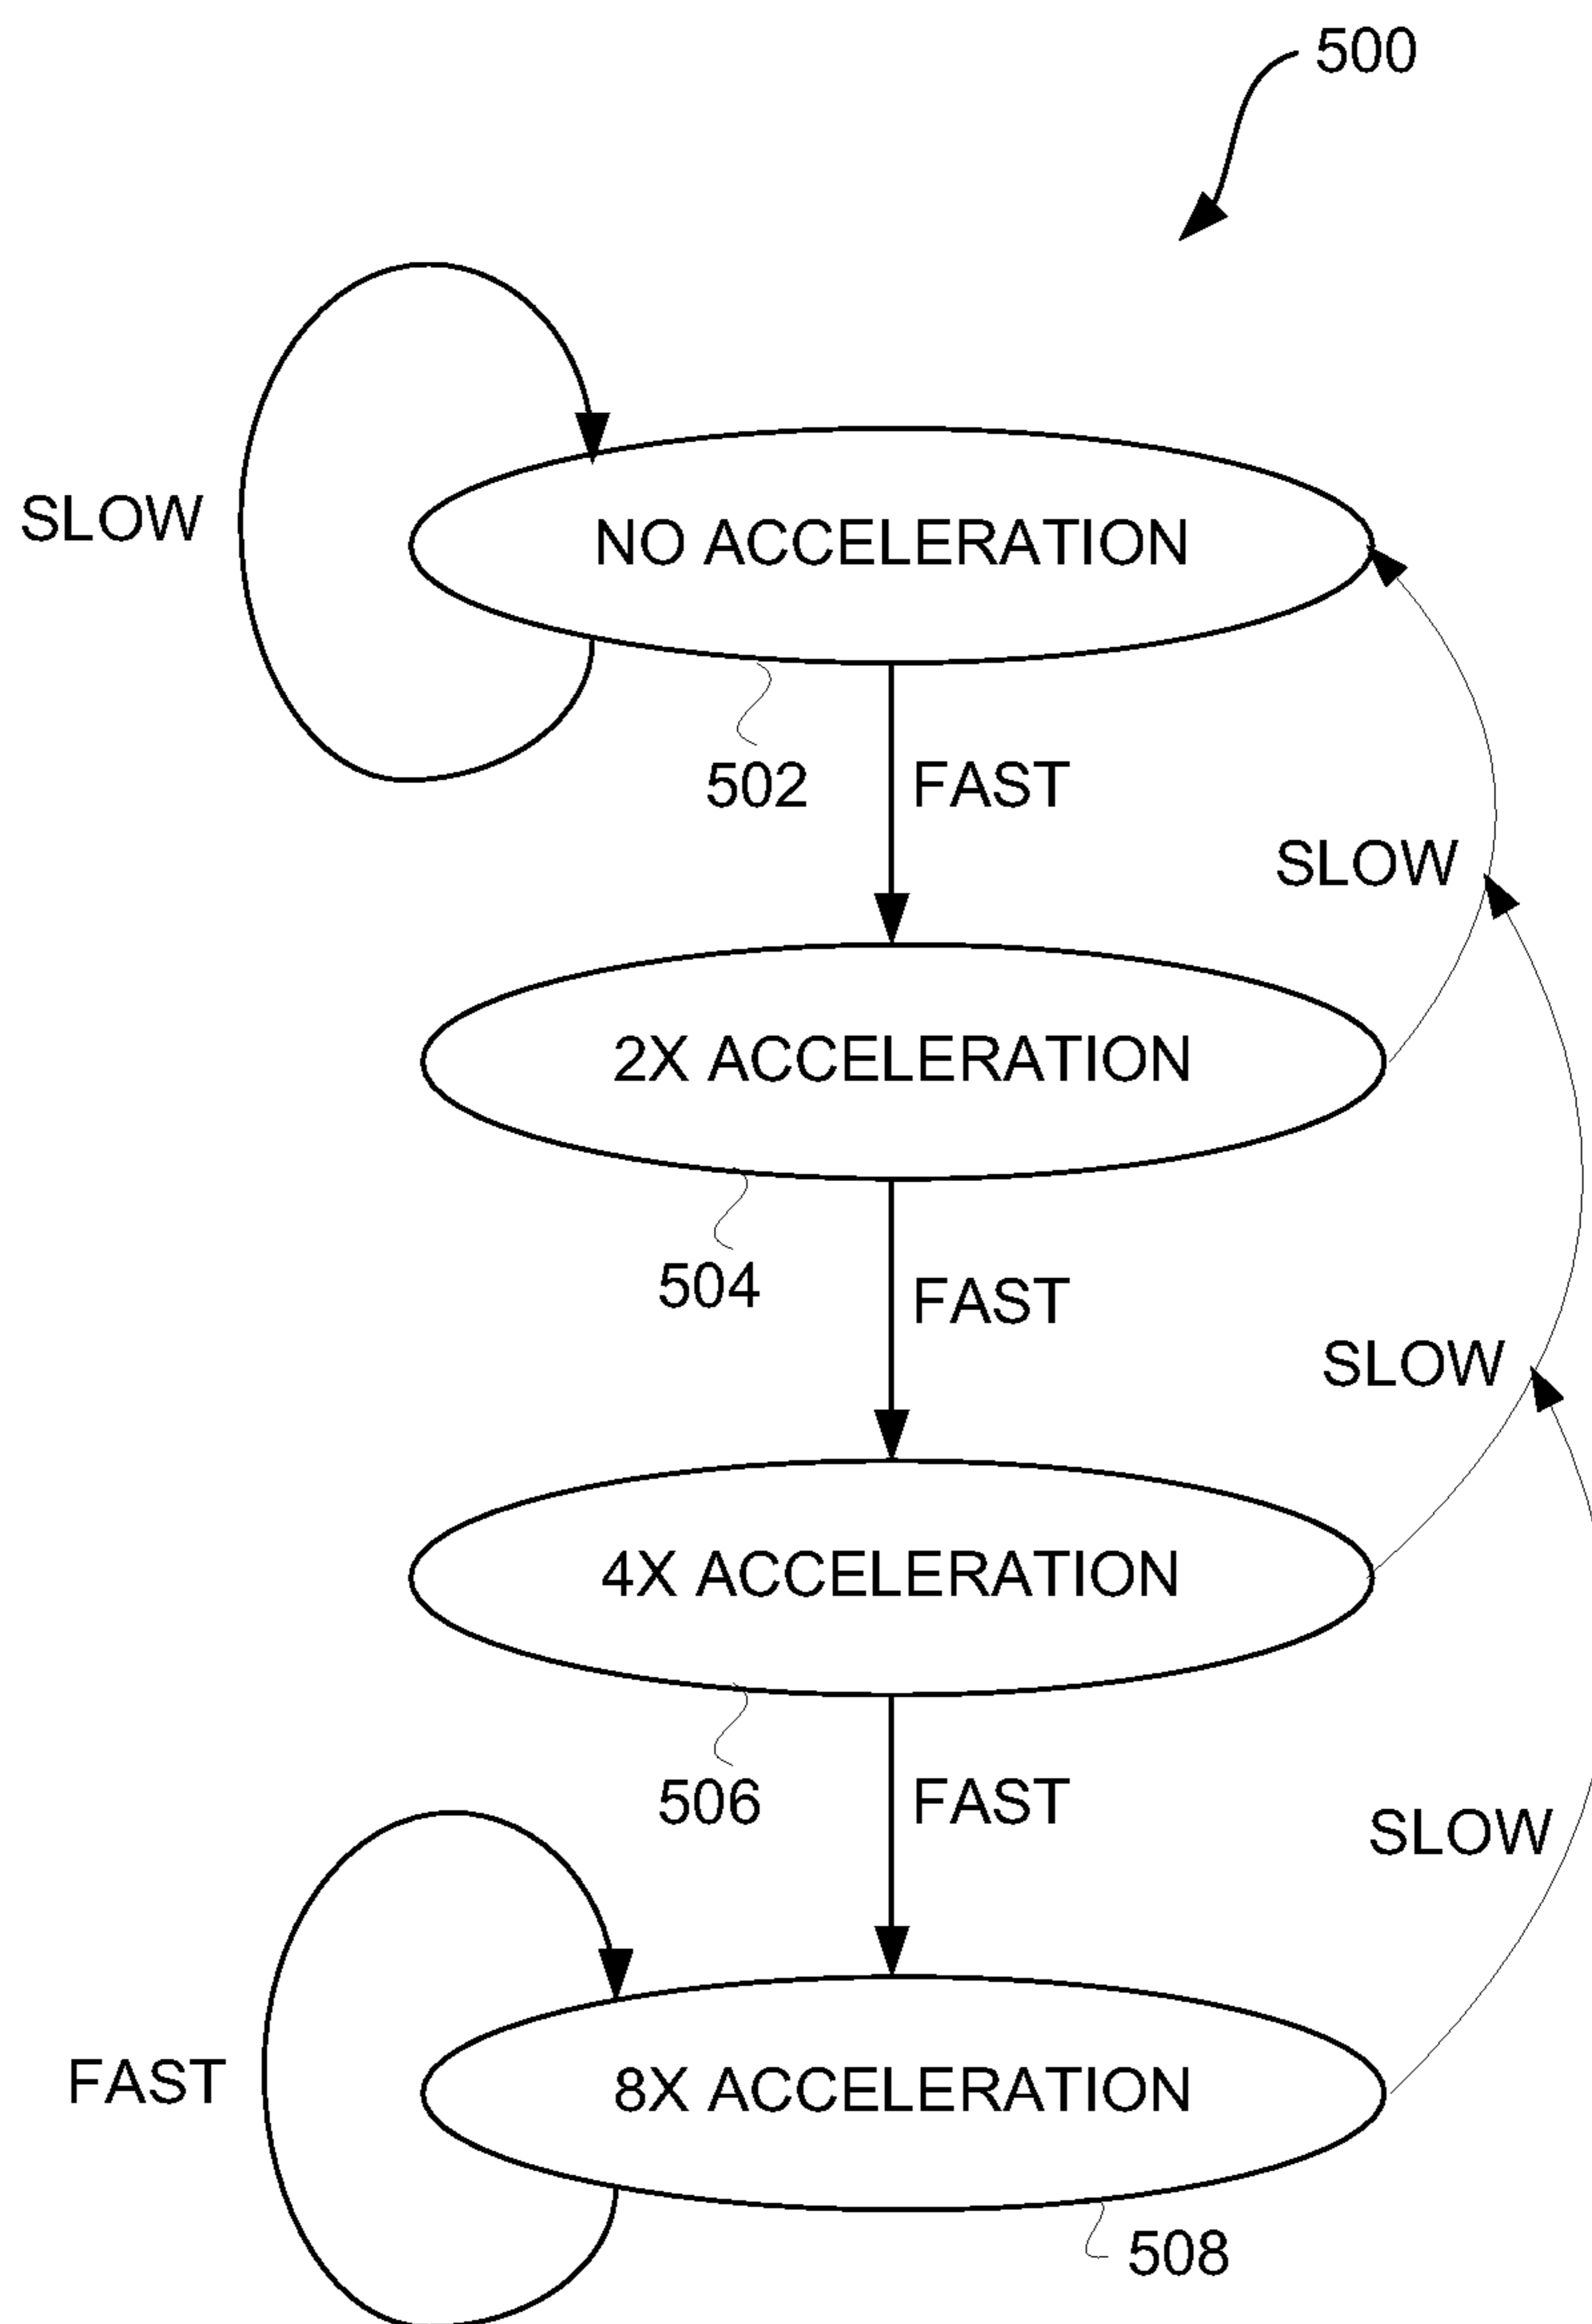 500
SLOW
NO ACCELERATION
502
FAST
SLOW
2X ACCELERATION
504
FAST
SLOW
4X ACCELERATION
506
FAST
SLOW
FAST
8X ACCELERATION
508